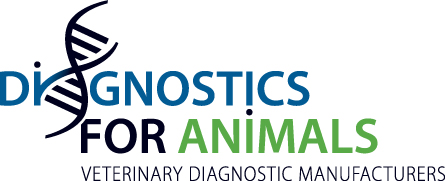 DiAGNOSTICS
FOR ANiMALS
VETERINARY DIAGNOSTIC MANUFACTURERS